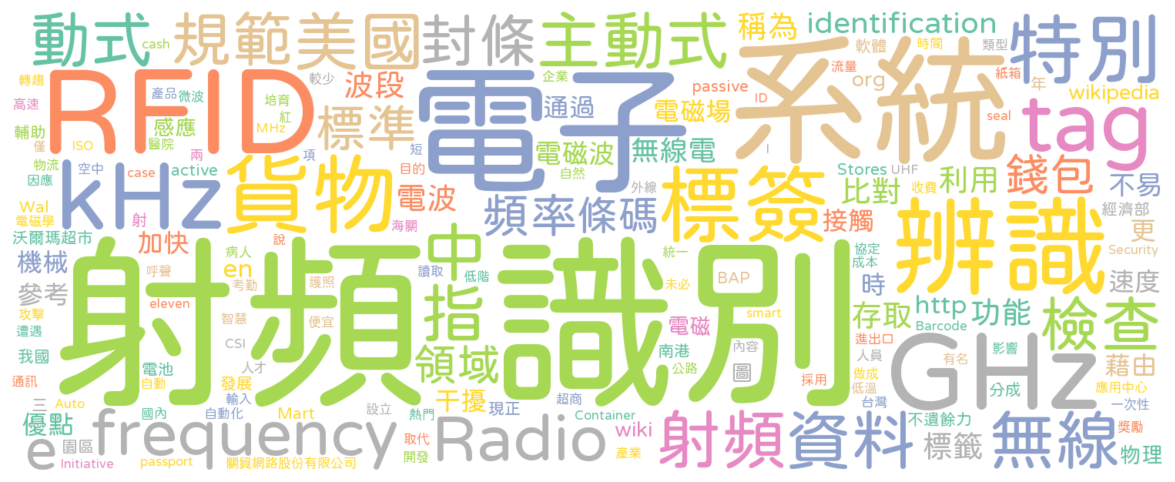 動式 cash 規範 美國 封條 主動式 稱為 identification 特別
轉趨 較少 軟體 時間 類型
RFID 波段 電子 企業 流量 系統 紙箱 年
產品 微波 培育 通過 電磁場 passive org wikipedia
高速 紅 ID seal tag
輔助 感應 MHz 標準
僅 ISO 醫院 兩 項 短 電磁波 無線電
物流 空中 case active 目的 自然 Stores UHF 錢包
因應 kHz 貨物 電波 外線 標簽 比對 收費 利用 不易
Wal 頻率 條碼 經濟部
電磁學 射 海關 接觸 辨識 更
沃爾瑪超市 加快 說 中 統一 協定 Security
機械 病人 讀取 低階 成本
en 呼聲 護照 未必 BAP 時 速度
參考 考勤 射頻識別 指 http 功能 檢查
攻擊 eleven 智慧 便宜 smart 存取
遭遇 電磁 Barcode
我國 CSI 領域 南港 內容 進出口 GHz 影響
電池 人才 公路 圖 人員 有名 藉由
通訊 自動 發展 干擾 採用 做成 分成 應用中心
三 Auto 國內 輸入 超商 低溫 台灣 一次性
優點 自動化 Mart 設立 熱門 現正 Container 不遺餘力 獎勵
e 園區 frequency 取代 Radio wiki 射頻 資料 標籤 無線 物理
Initiative passport 關貿網路股份有限公司 開發 產業